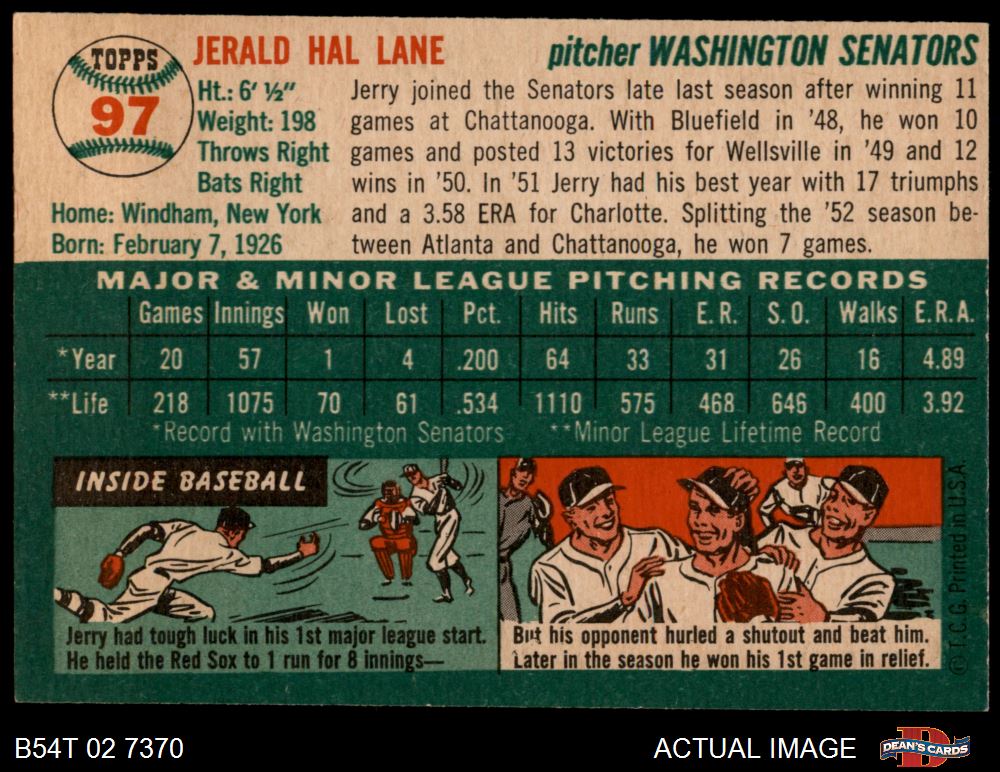 TOPPS
97
JERALD HAL LANE
pitcher WASHINGTON SENATORS
Ht.: 6' ½"
Weight: 198
Throws Right
Bats Right
Home: Windham, New York
Born: February 7, 1926
Jerry joined the Senators late last season after winning 11
games at Chattanooga. With Bluefield in '48, he won 10
games and posted 13 victories for Wellsville in '49 and 12
wins in '50. In '51 Jerry had his best year with 17 triumphs
and a 3.58 ERA for Charlotte. Splitting the '52 season be-
tween Atlanta and Chattanooga, he won 7 games.
MAJOR & MINOR LEAGUE PITCHING RECORDS
Games Innings Won Lost Pct. Hits Runs E.R. S.O. Walks E.R.A.
*Year 20 57 1 4 .200 64 33 31 26 16 4.89
**Life 218 1075 70 61 .534 1110 575 468 646 400 3.92
*Record with Washington Senators **Minor League Lifetime Record
INSIDE BASEBALL
Jerry had tough luck in his 1st major league start.
He held the Red Sox to 1 run for 8 innings—
But his opponent hurled a shutout and beat him.
Later in the season he won his 1st game in relief.
© T.C.G. Printed in U.S.A.
B54T 02 7370
ACTUAL IMAGE
DEAN'S CARDS